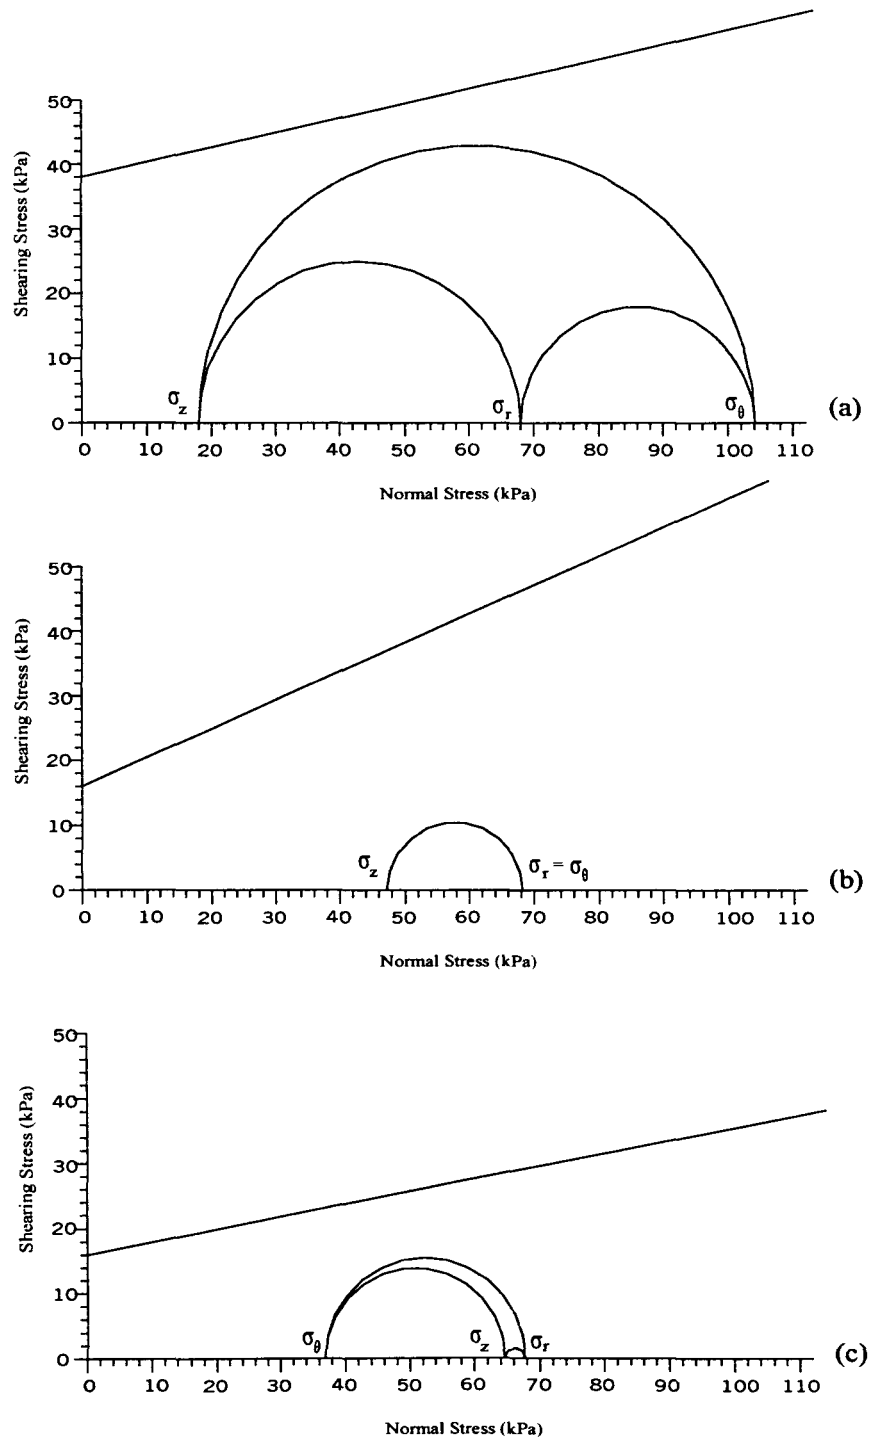 50
40
30
20
10
0
Shearing Stress (kPa)
σz
σr
σθ
(a)
0 10 20 30 40 50 60 70 80 90 100 110
Normal Stress (kPa)
50
40
30
20
10
0
Shearing Stress (kPa)
σz
σr = σθ
(b)
0 10 20 30 40 50 60 70 80 90 100 110
Normal Stress (kPa)
50
40
30
20
10
0
Shearing Stress (kPa)
σθ
σz
σr
(c)
0 10 20 30 40 50 60 70 80 90 100 110
Normal Stress (kPa)